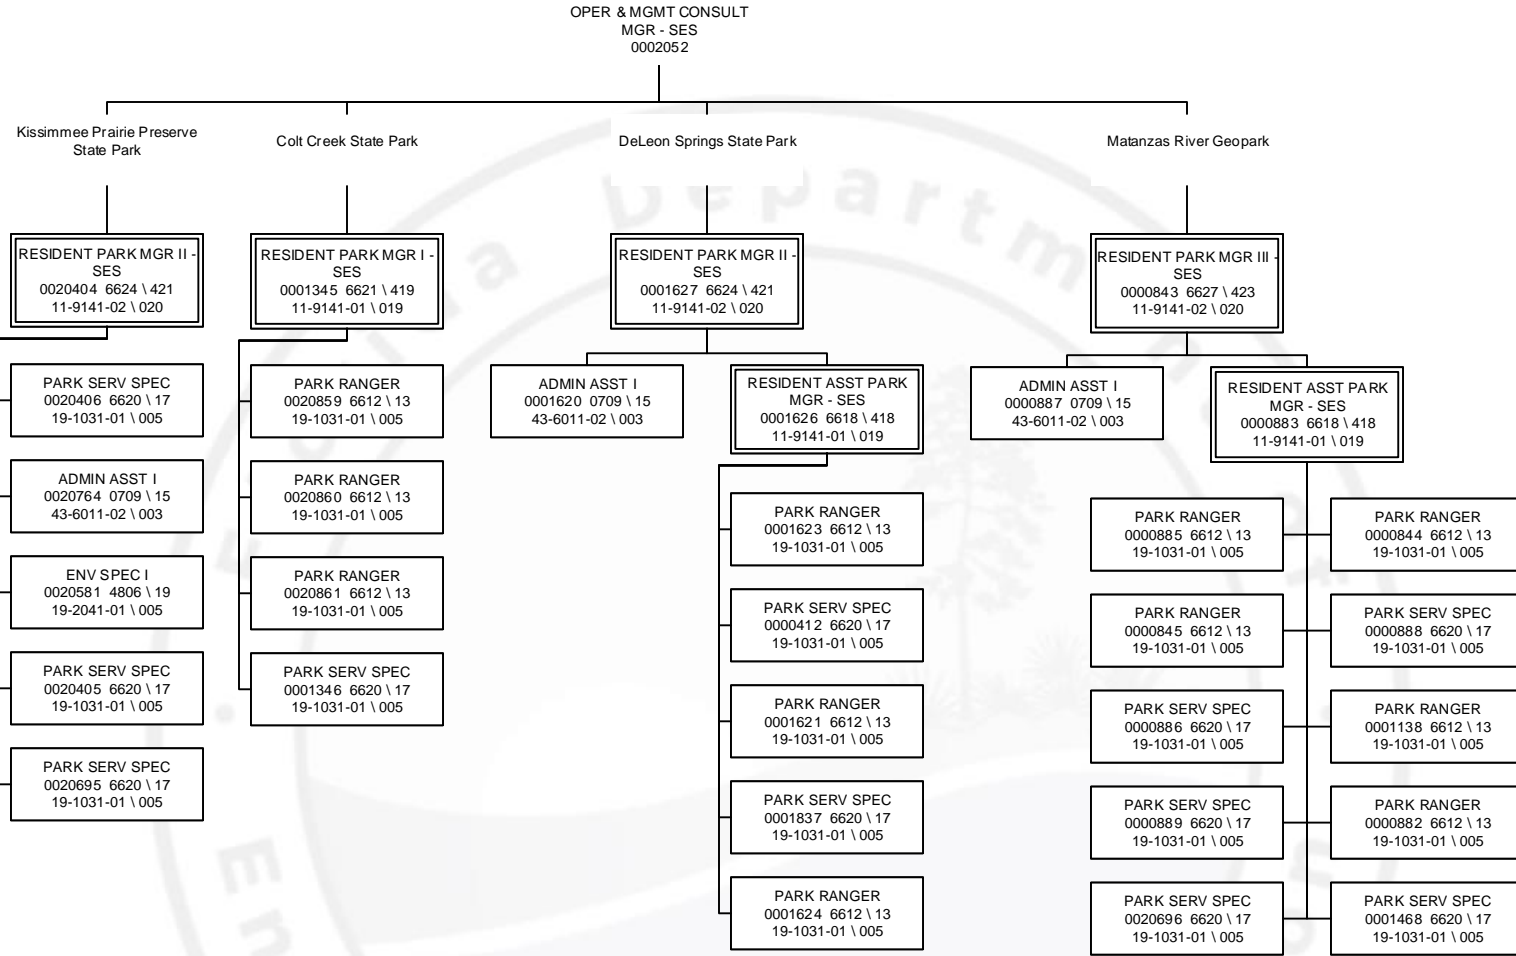 OPER & MGMT CONSULT
MGR - SES
0002052
Kissimmee Prairie Preserve
State Park
Colt Creek State Park
DeLeon Springs State Park
Matanzas River Geopark
RESIDENT PARK MGR II -
SES
0020404 6624 \ 421
11-9141-02 \ 020
RESIDENT PARK MGR I -
SES
0001345 6621 \ 419
11-9141-01 \ 019
RESIDENT PARK MGR II -
SES
0001627 6624 \ 421
11-9141-02 \ 020
RESIDENT PARK MGR III -
SES
0000843 6627 \ 423
11-9141-02 \ 020
PARK SERV SPEC
0020406 6620 \ 17
19-1031-01 \ 005
ADMIN ASST I
0020764 0709 \ 15
43-6011-02 \ 003
ENV SPEC I
0020581 4806 \ 19
19-2041-01 \ 005
PARK SERV SPEC
0020405 6620 \ 17
19-1031-01 \ 005
PARK SERV SPEC
0020695 6620 \ 17
19-1031-01 \ 005
PARK RANGER
0020859 6612 \ 13
19-1031-01 \ 005
PARK RANGER
0020860 6612 \ 13
19-1031-01 \ 005
PARK RANGER
0020861 6612 \ 13
19-1031-01 \ 005
PARK SERV SPEC
0001346 6620 \ 17
19-1031-01 \ 005
ADMIN ASST I
0001620 0709 \ 15
43-6011-02 \ 003
RESIDENT ASST PARK
MGR - SES
0001626 6618 \ 418
11-9141-01 \ 019
PARK RANGER
0001623 6612 \ 13
19-1031-01 \ 005
PARK SERV SPEC
0000412 6620 \ 17
19-1031-01 \ 005
PARK RANGER
0001621 6612 \ 13
19-1031-01 \ 005
PARK SERV SPEC
0001837 6620 \ 17
19-1031-01 \ 005
PARK RANGER
0001624 6612 \ 13
19-1031-01 \ 005
ADMIN ASST I
0000887 0709 \ 15
43-6011-02 \ 003
RESIDENT ASST PARK
MGR - SES
0000883 6618 \ 418
11-9141-01 \ 019
PARK RANGER
0000885 6612 \ 13
19-1031-01 \ 005
PARK RANGER
0000844 6612 \ 13
19-1031-01 \ 005
PARK RANGER
0000845 6612 \ 13
19-1031-01 \ 005
PARK SERV SPEC
0000888 6620 \ 17
19-1031-01 \ 005
PARK SERV SPEC
0000886 6620 \ 17
19-1031-01 \ 005
PARK RANGER
0001138 6612 \ 13
19-1031-01 \ 005
PARK SERV SPEC
0000889 6620 \ 17
19-1031-01 \ 005
PARK RANGER
0000882 6612 \ 13
19-1031-01 \ 005
PARK SERV SPEC
0020696 6620 \ 17
19-1031-01 \ 005
PARK SERV SPEC
0001468 6620 \ 17
19-1031-01 \ 005